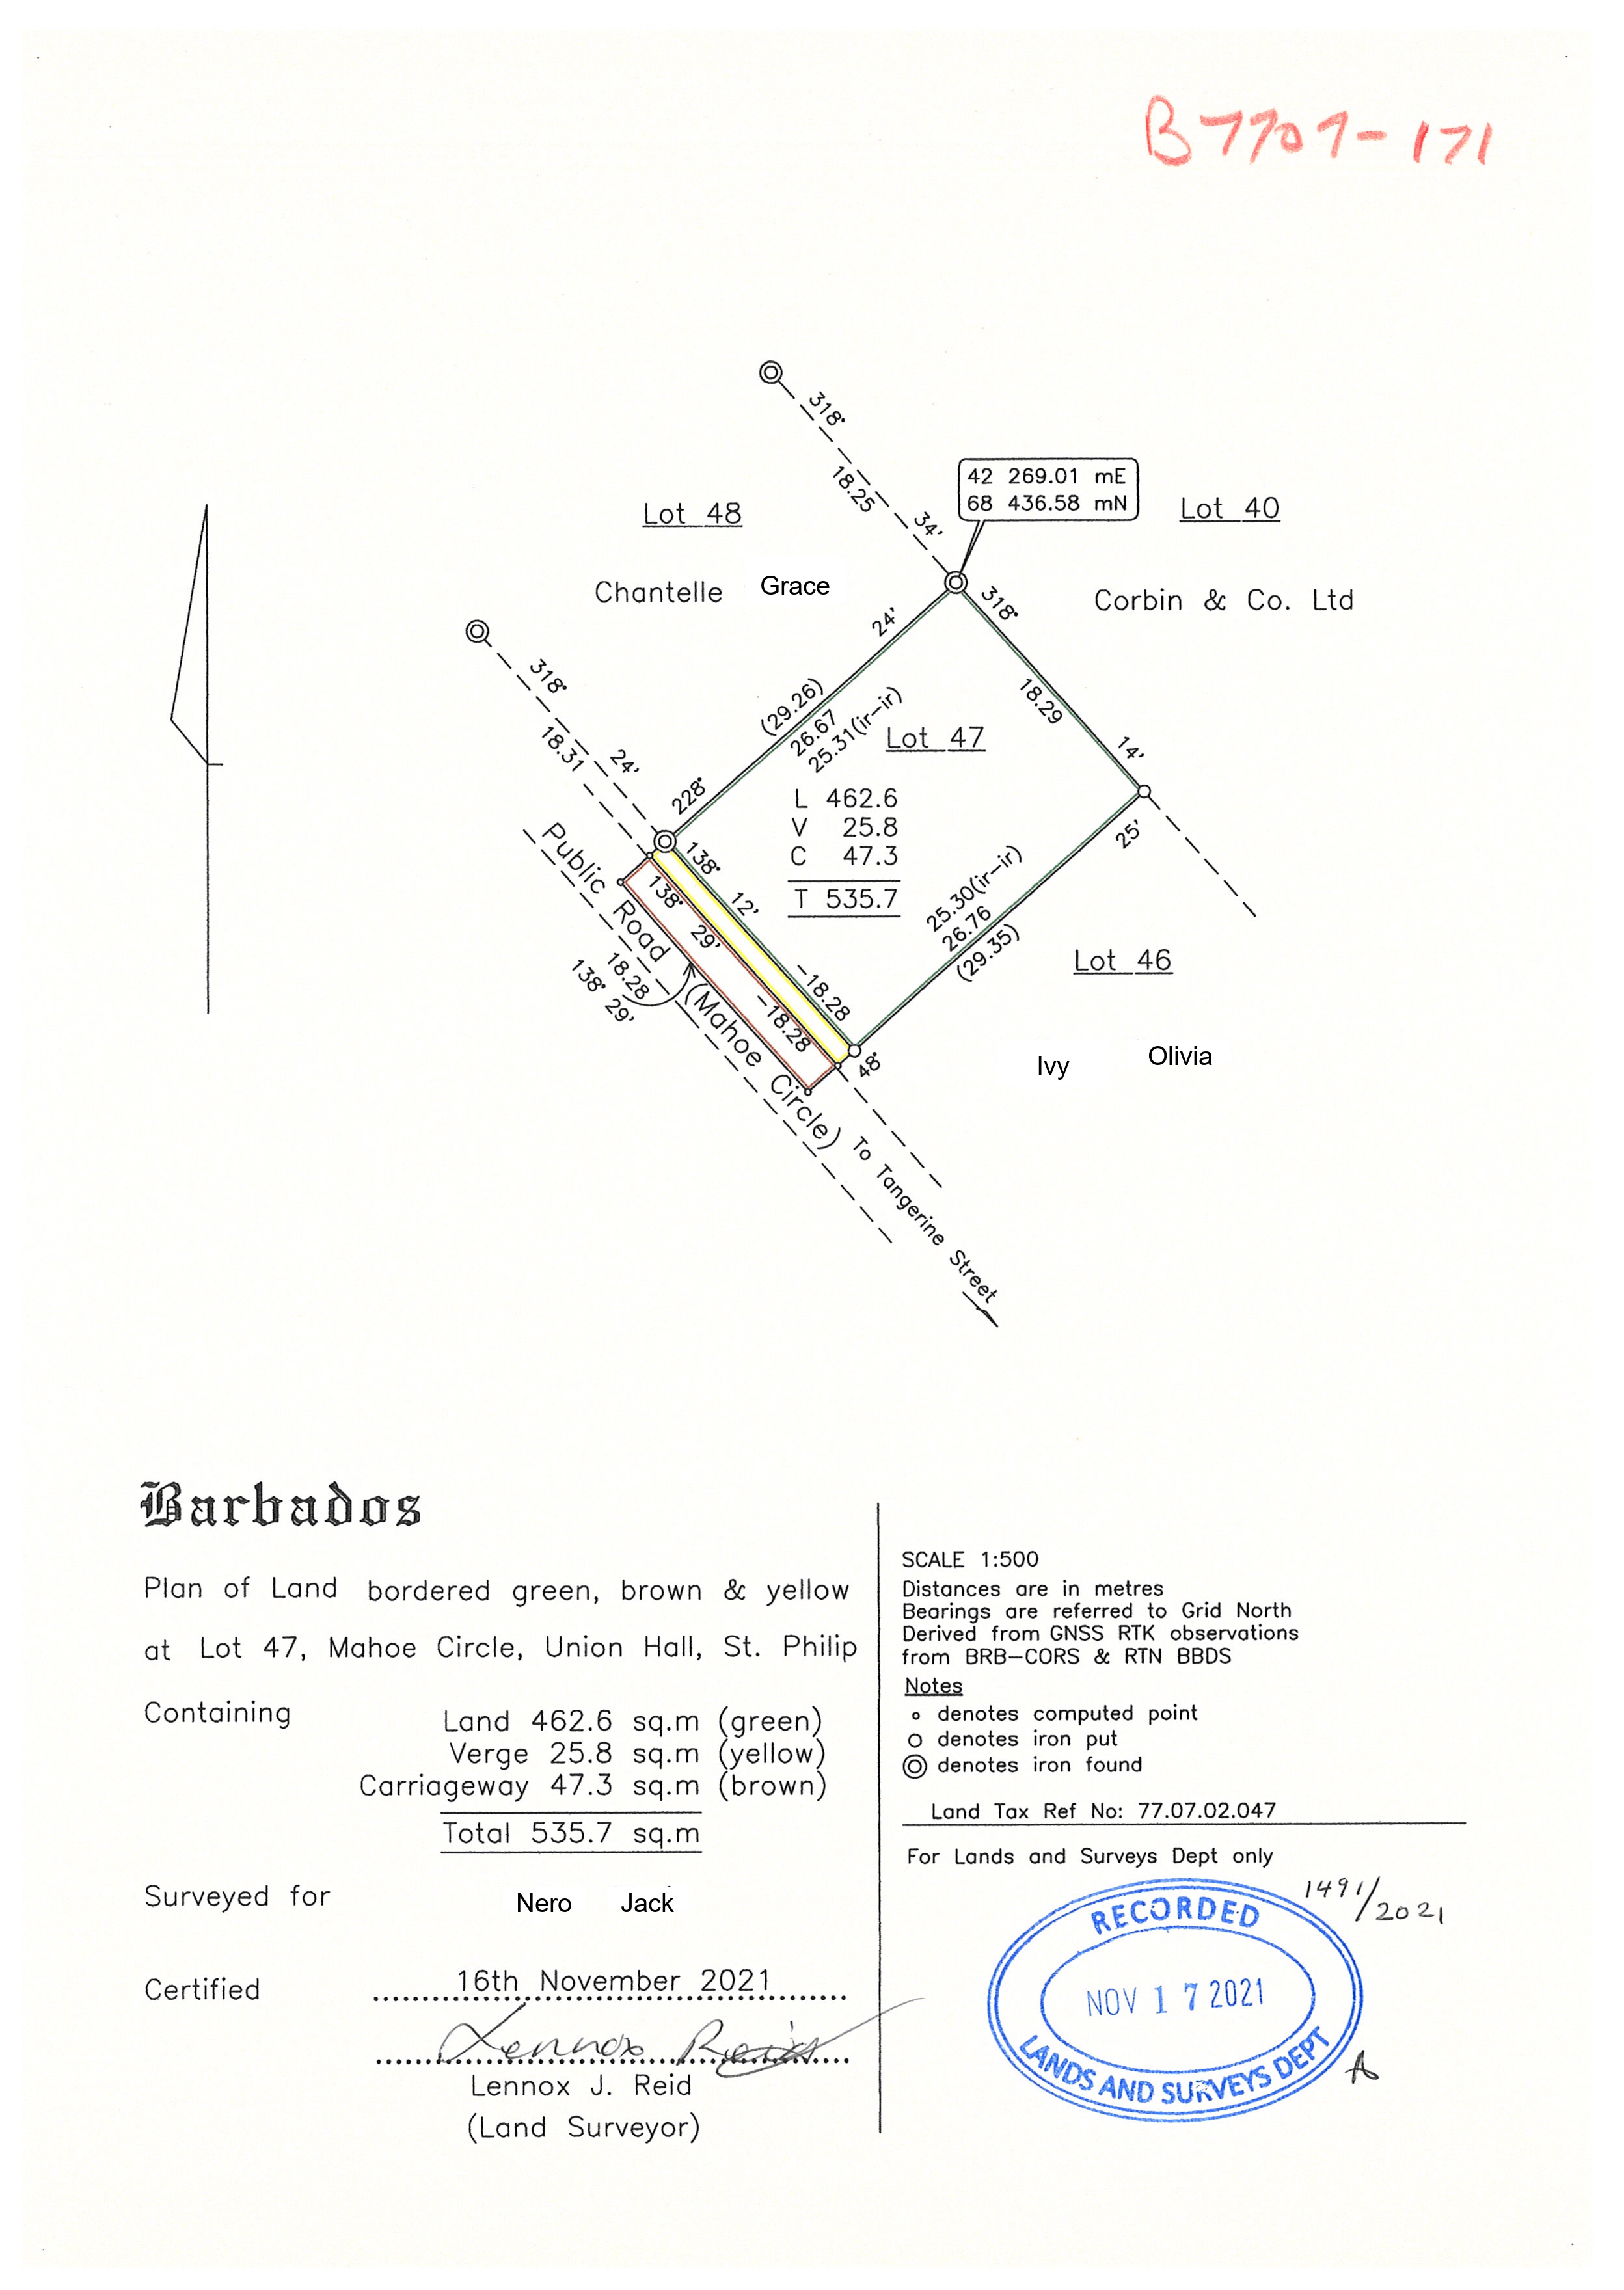 B7707-171
318°
18.25
34'
42 269.01 mE
68 436.58 mN
Lot 48
Lot 40
Chantelle Grace
Corbin & Co. Ltd
318°
18.29
14'
24'
(29.26)
26.67
25.31(ir-ir)
228°
318°
18.31
24'
Lot 47
L 462.6
V 25.8
C 47.3
T 535.7
138°
12'
-18.28
138°
29'
-18.28
Public Road (Mahoe Circle)
To Tangerine Street
18.28
138° 29'
25'
25.30(ir-ir)
26.76
(29.35)
48°
Lot 46
Ivy Olivia
Barbados
Plan of Land bordered green, brown & yellow
at Lot 47, Mahoe Circle, Union Hall, St. Philip
Containing
Land 462.6 sq.m (green)
Verge 25.8 sq.m (yellow)
Carriageway 47.3 sq.m (brown)
Total 535.7 sq.m
Surveyed for Nero Jack
Certified 16th November 2021
Lennox Reid
Lennox J. Reid
(Land Surveyor)
SCALE 1:500
Distances are in metres
Bearings are referred to Grid North
Derived from GNSS RTK observations
from BRB-CORS & RTN BBDS
Notes
denotes computed point
denotes iron put
denotes iron found
Land Tax Ref No: 77.07.02.047
For Lands and Surveys Dept only
1491/2021
RECORDED
NOV 17 2021
LANDS AND SURVEYS DEPT